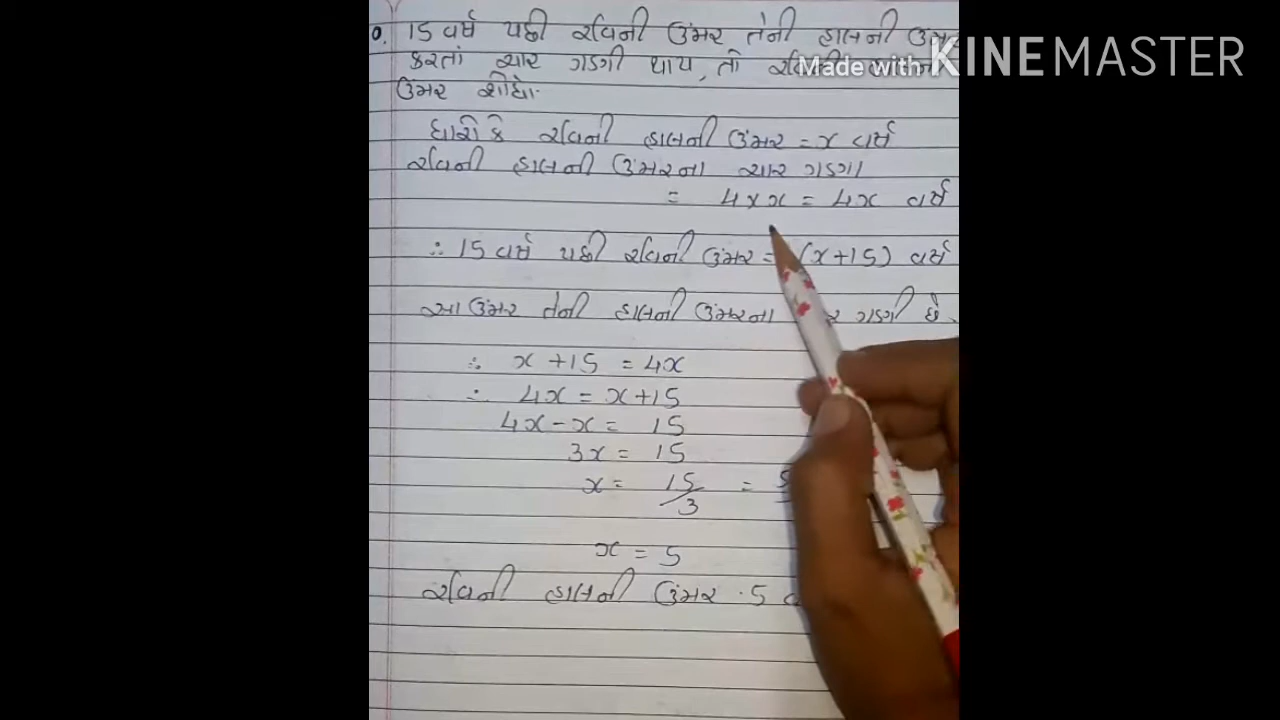 0. 15 વર્ષ પછી રવિની ઉંમર તેની હાલની
Made with KINEMASTER
કરતાં ચાર ગણી થાય, તો
ઉંમર શોધો.
ધારો કે રવિની હાલની ઉંમર = x વર્ષ
રવિની હાલની ઉંમરના ચાર ગણા
= 4 × x = 4x વર્ષ
∴ 15 વર્ષ પછી રવિની ઉંમર = (x + 15) વર્ષ
આ ઉંમર તેની હાલની ઉંમરના ગણી છે.
∴ x + 15 = 4x
∴ 4x = x + 15
4x - x = 15
3x = 15
x = 15/3 = 5
x = 5
રવિની હાલની ઉંમર . 5